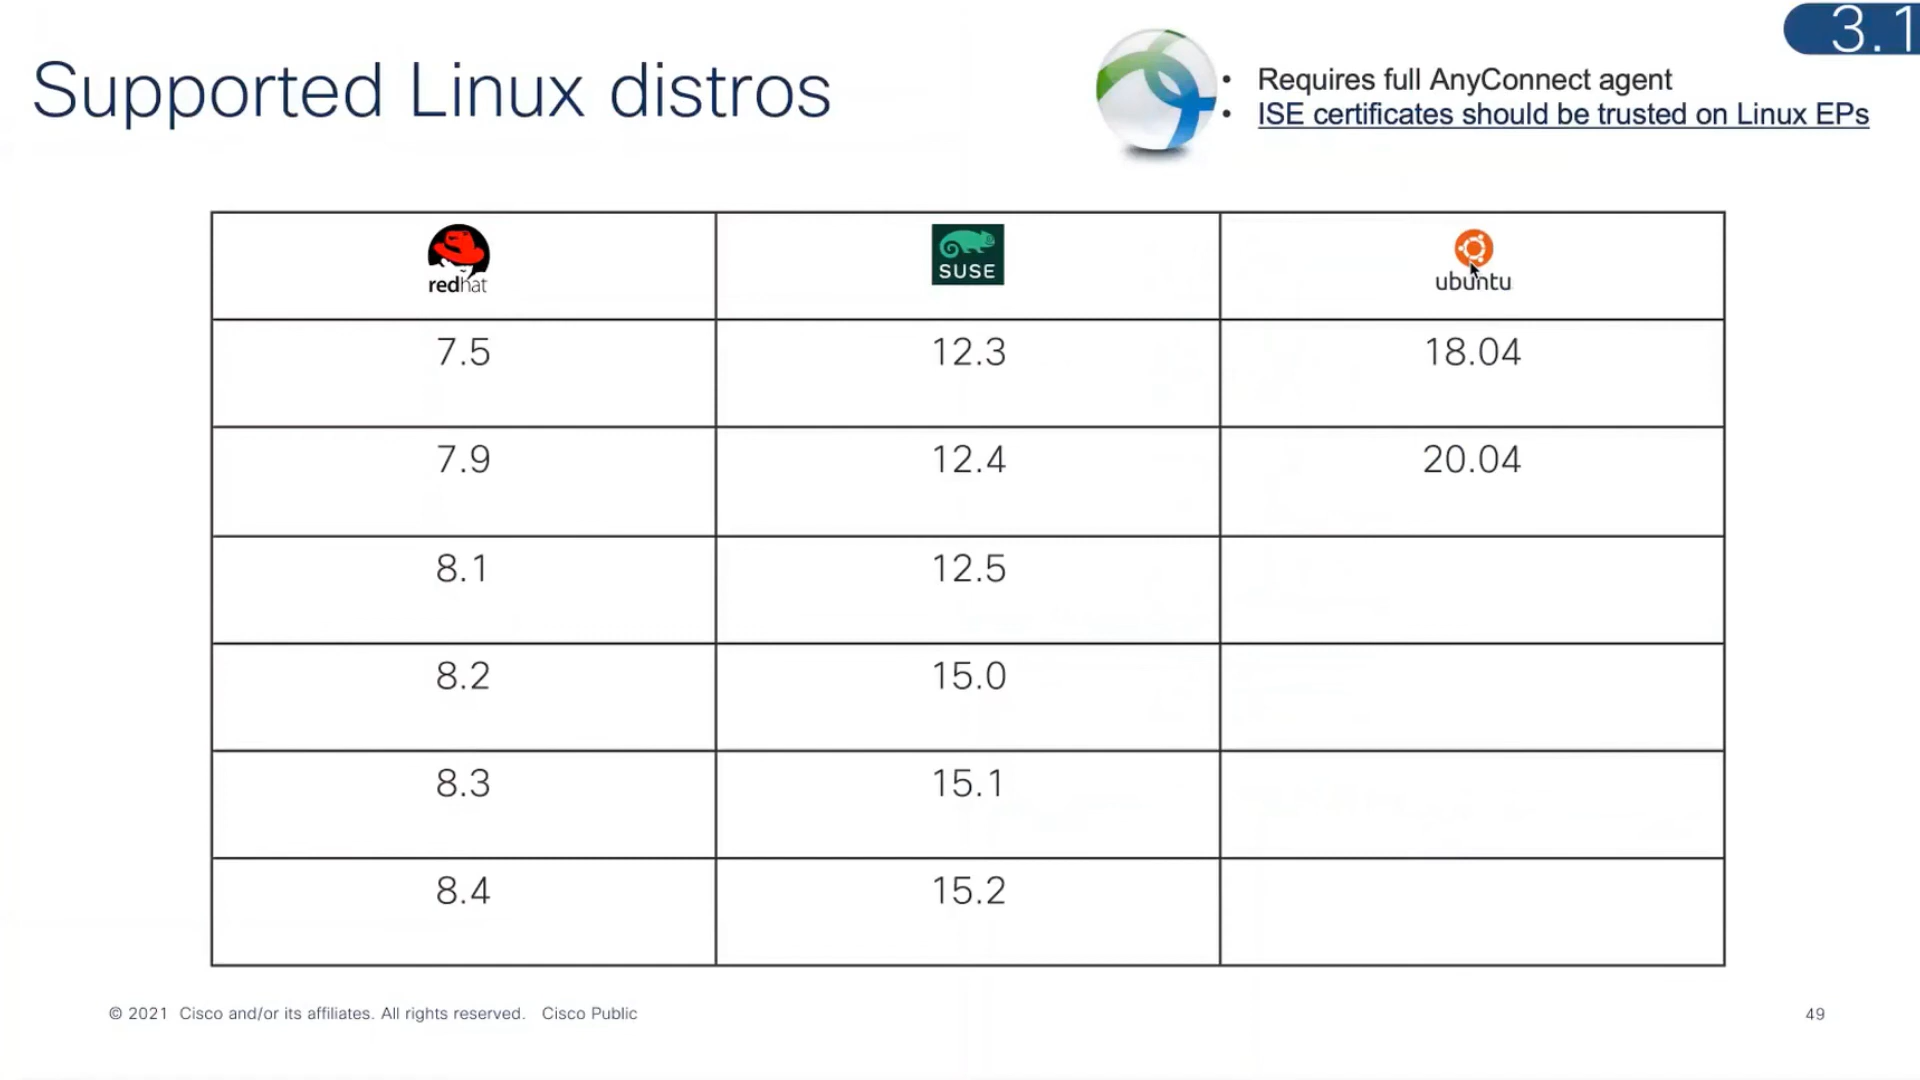 3.1
Supported Linux distros
• Requires full AnyConnect agent
• ISE certificates should be trusted on Linux EPs
redhat
SUSE
ubuntu
7.5
12.3
18.04
7.9
12.4
20.04
8.1
12.5
8.2
15.0
8.3
15.1
8.4
15.2
© 2021 Cisco and/or its affiliates. All rights reserved. Cisco Public
49